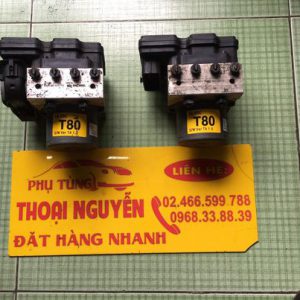 T80
T80
PHỤ TÙNG
LIÊN HỆ:
THOẠI NGUYỄN
02.466.599.788
0968.33.88.39
ĐẶT HÀNG NHANH